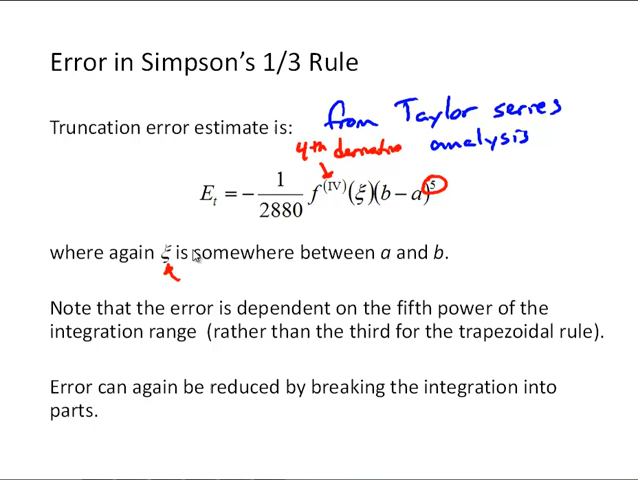 Error in Simpson's 1/3 Rule
from Taylor series
Truncation error estimate is:
analysis
4th derivative
E_t = -\frac{1}{2880} f^{(IV)}(ξ)(b - a)^5
where again ξ is somewhere between a and b.
Note that the error is dependent on the fifth power of the
integration range (rather than the third for the trapezoidal rule).
Error can again be reduced by breaking the integration into
parts.